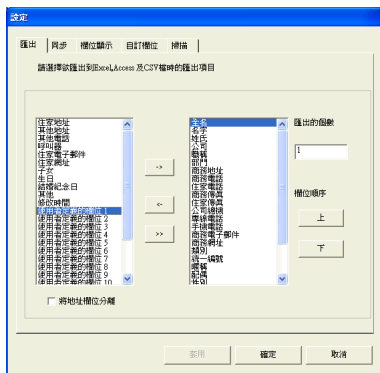 設定
匯出
同步
欄位顯示
自訂欄位
掃描
請選擇欲匯出到Excel,Access 及CSV檔時的匯出項目
住家地址
其他地址
其他電話
呼叫器
住家電子郵件
住家網址
子女
生日
結婚紀念日
其他
修改時間
使用者定義的欄位 1
使用者定義的欄位 2
使用者定義的欄位 3
使用者定義的欄位 4
使用者定義的欄位 5
使用者定義的欄位 6
使用者定義的欄位 7
使用者定義的欄位 8
使用者定義的欄位 9
使用者定義的欄位 10
->
<-
>>
全名
名字
姓氏
公司
職稱
部門
商務地址
商務電話
住家電話
商務傳真
住家傳真
公司總機
專線電話
手機電話
商務電子郵件
商務網址
類別
統一編號
暱稱
配偶
性別
匯出的個數
1
欄位順序
上
下
將地址欄位分離
套用
確定
取消